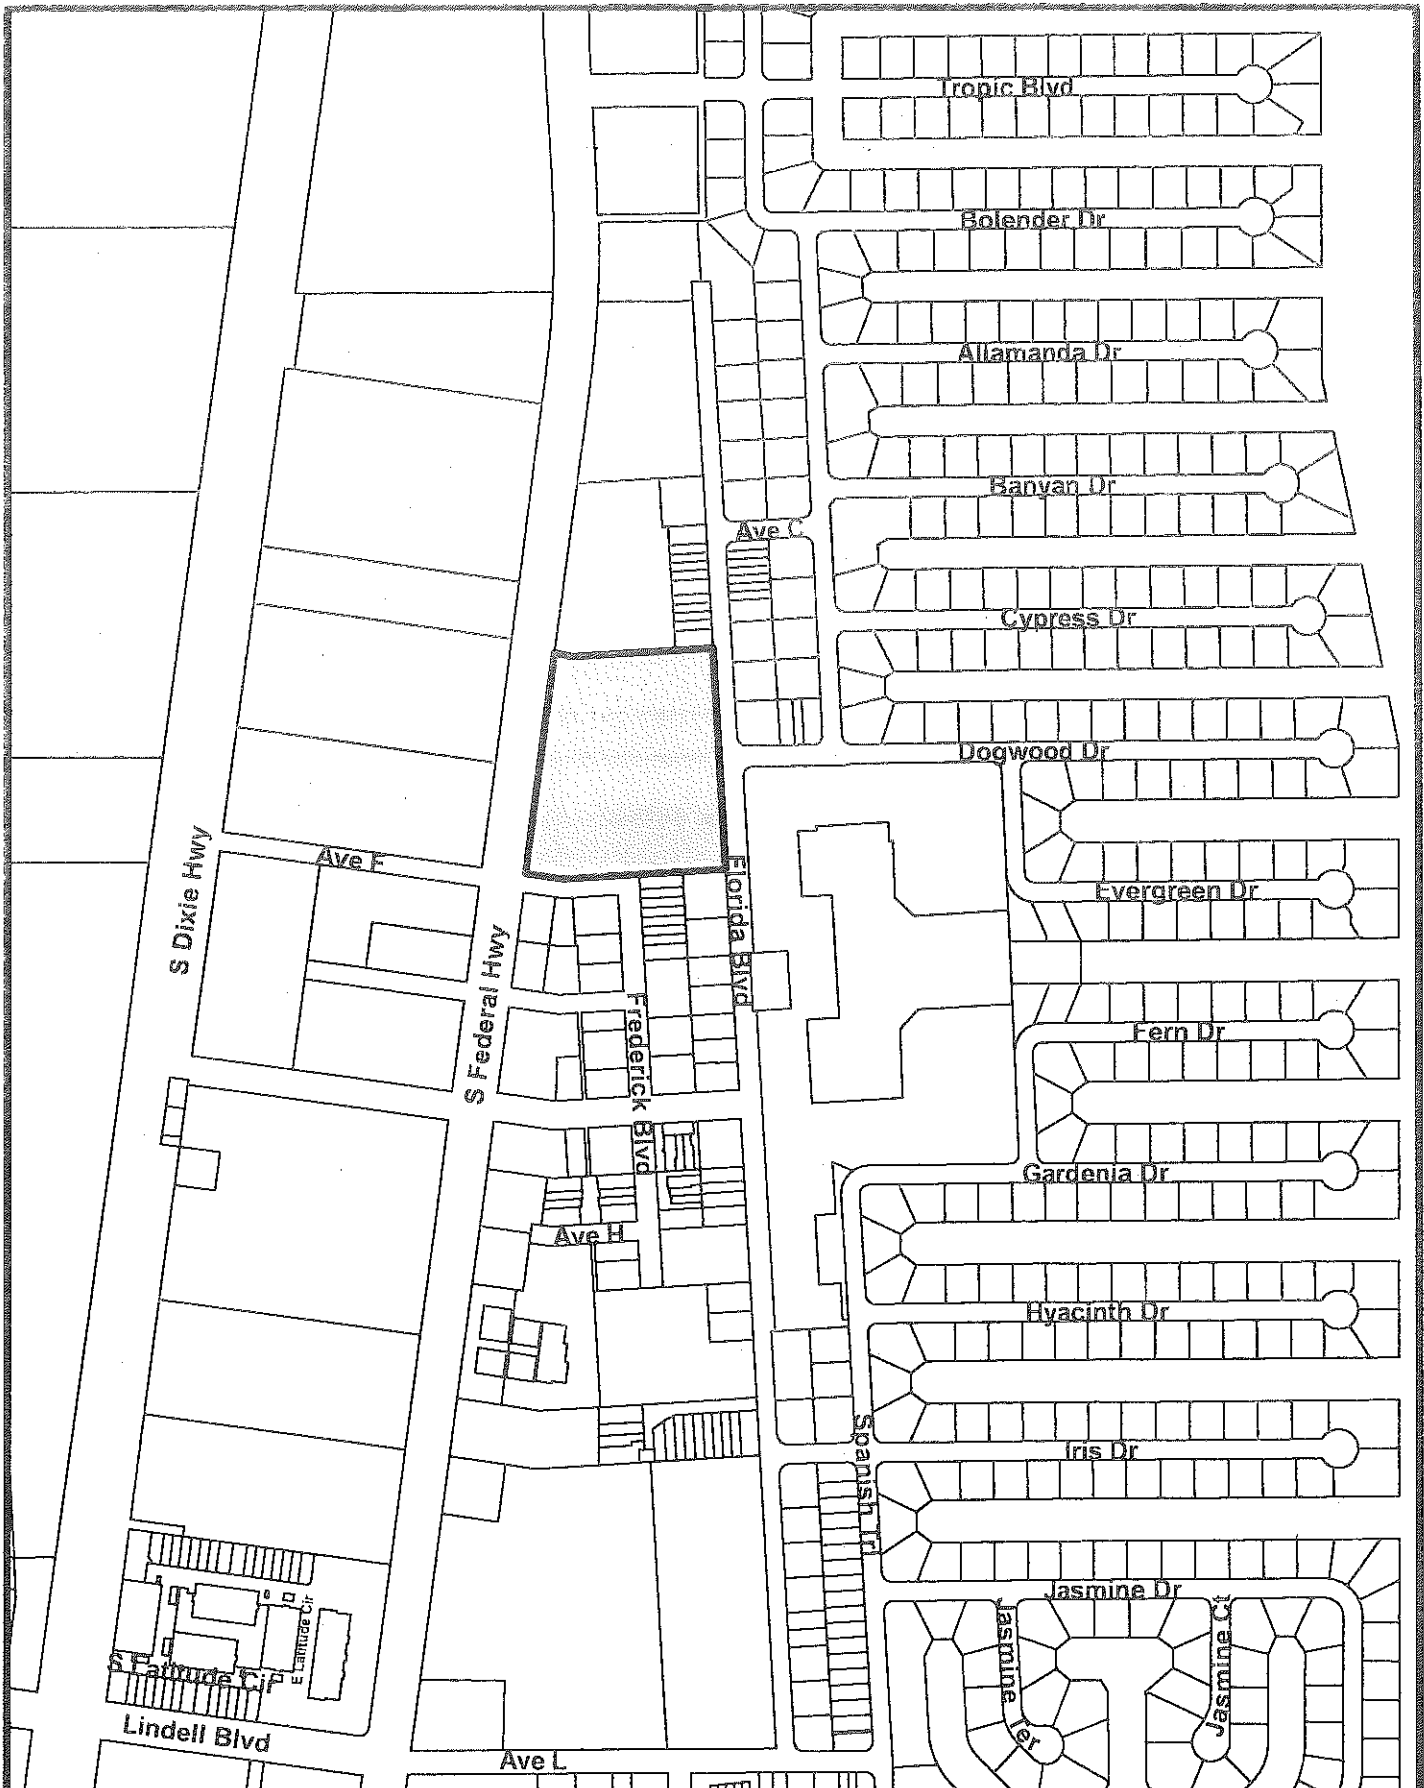 Tropic Blvd
Bolender Dr
Allamanda Dr
Banyan Dr
Ave C
Cypress Dr
Dogwood Dr
S Dixie Hwy
Ave F
Florida Blvd
Evergreen Dr
S Federal Hwy
Frederick Blvd
Fern Dr
Gardenia Dr
Ave H
Hyacinth Dr
Spanish Trl
Iris Dr
Jasmine Dr
Jasmine Ter
Jasmine Ct
E Latitude Cir
S Latitude Cir
Lindell Blvd
Ave L